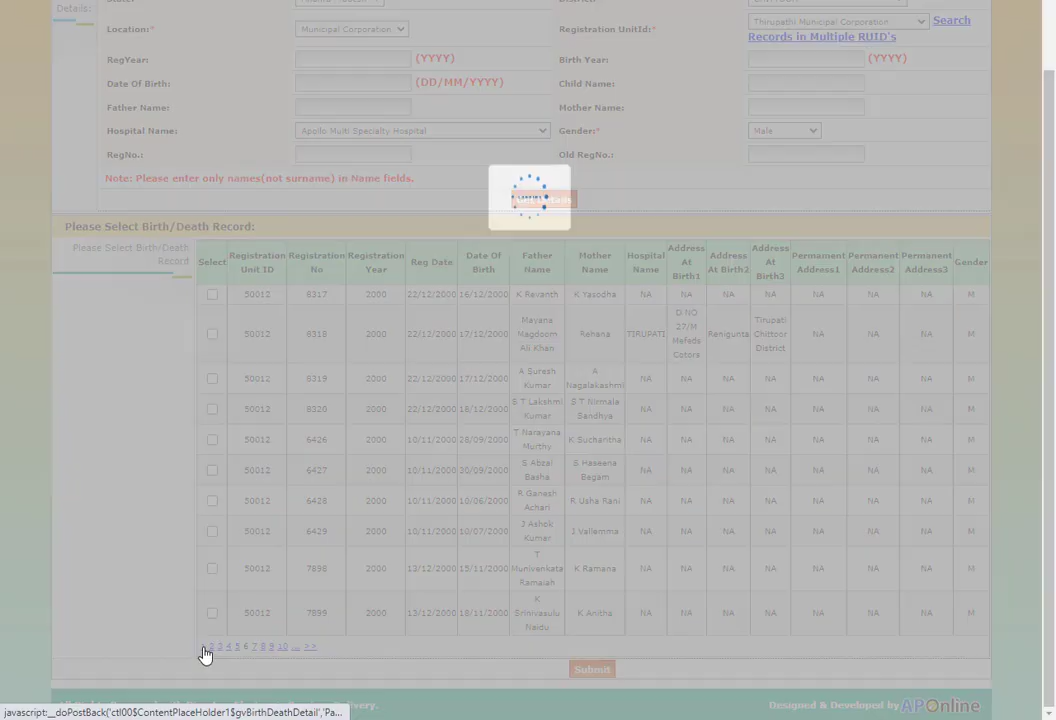 Details:
Location:* Municipal Corporation Registration UnitId:* Thirupathi Municipal Corporation Search
Records in Multiple RUID's
RegYear: (YYYY) Birth Year: (YYYY)
Date Of Birth: (DD/MM/YYYY) Child Name:
Father Name: Mother Name:
Hospital Name: Apollo Multi Specialty Hospital Gender:* Male
RegNo.: Old RegNo.:
Note: Please enter only names(not surname) in Name fields.
Please Select Birth/Death Record:
Please Select Birth/Death
Record
Select Registration Unit ID Registration No Registration Year Reg Date Date Of Birth Father Name Mother Name Hospital Name Address At Birth1 Address At Birth2 Address At Birth3 Permamant Address1 Permanant Address2 Permanant Address3 Gender
50012 8317 2000 22/12/2000 16/12/2000 K Revanth K Yasodha NA NA NA NA NA NA NA M
50012 8318 2000 22/12/2000 17/12/2000 Mayana Magdoom Ali Khan Rehana TIRUPATI D NO 27/M Mefeds Cotors Renigunta Tirupati Chittoor District NA NA NA M
50012 8319 2000 22/12/2000 17/12/2000 A Suresh Kumar A Nagalakashmi NA NA NA NA NA NA NA M
50012 8320 2000 22/12/2000 18/12/2000 S T Lakshmi Kumar S T Nirmala Sandhya NA NA NA NA NA NA NA M
50012 6426 2000 10/11/2000 28/09/2000 T Narayana Murthy K Sucharitha NA NA NA NA NA NA NA M
50012 6427 2000 10/11/2000 30/09/2000 S Abzal Basha S Haseena Begam NA NA NA NA NA NA NA M
50012 6428 2000 10/11/2000 10/06/2000 R Ganesh Achari R Usha Rani NA NA NA NA NA NA NA M
50012 6429 2000 10/11/2000 10/07/2000 J Ashok Kumar J Vallemma NA NA NA NA NA NA NA M
50012 7898 2000 13/12/2000 15/11/2000 T Munivenkata Ramaiah K Ramana NA NA NA NA NA NA NA M
50012 7899 2000 13/12/2000 18/11/2000 K Srinivasulu Naidu K Anitha NA NA NA NA NA NA NA M
2 3 4 5 6 7 8 9 10 ... >>
Submit
Designed & Developed by APOnline
javascript:__doPostBack('ctl00$ContentPlaceHolder1$gvBirthDeathDetail','Pa...